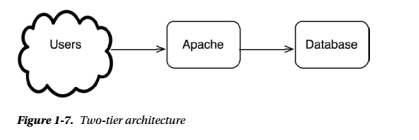 Users
Apache
Database
Figure 1-7. Two-tier architecture